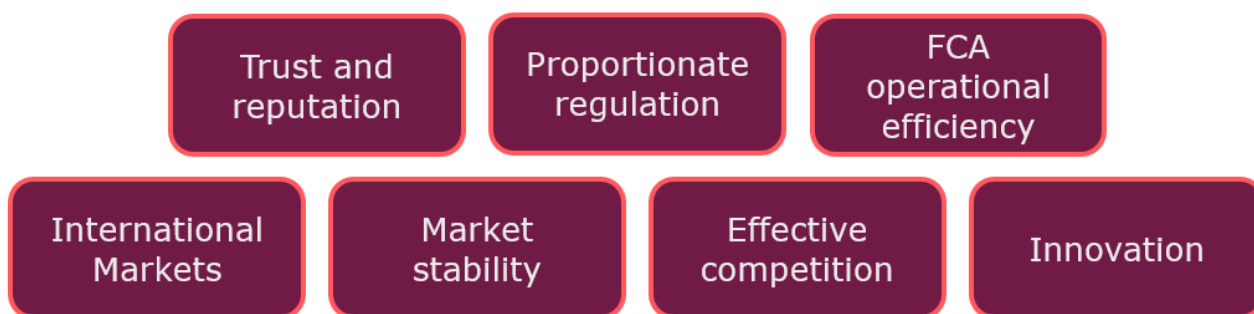 Trust and
reputation
Proportionate
regulation
FCA
operational
efficiency
International
Markets
Market
stability
Effective
competition
Innovation